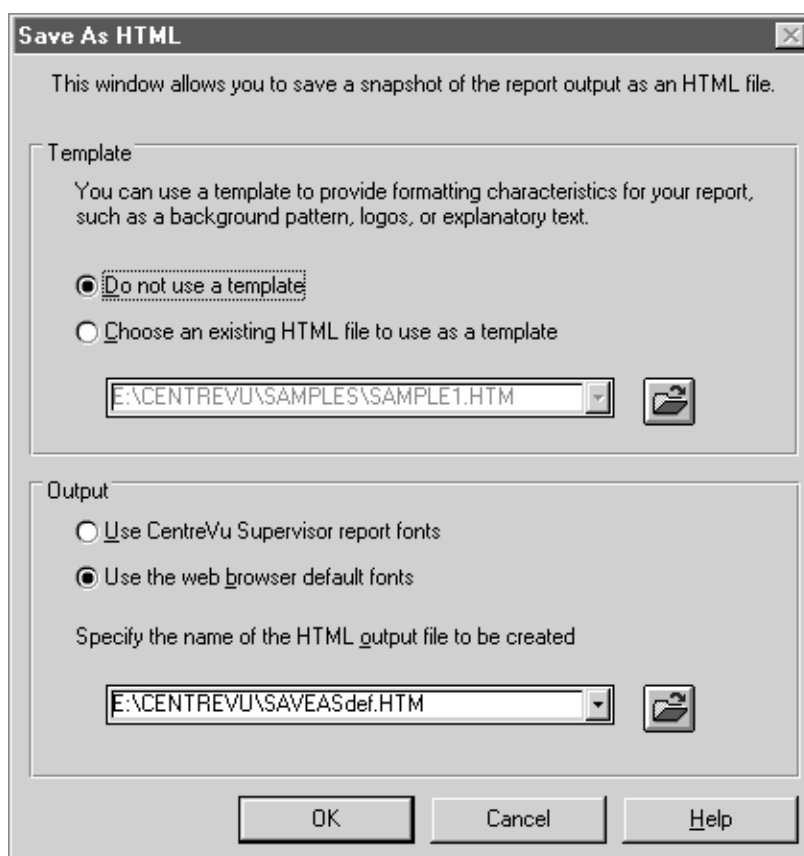 Save As HTML
This window allows you to save a snapshot of the report output as an HTML file.
Template
You can use a template to provide formatting characteristics for your report,
such as a background pattern, logos, or explanatory text.
Do not use a template
Choose an existing HTML file to use as a template
E:\CENTREVU\SAMPLES\SAMPLE1.HTM
Output
Use CentreVu Supervisor report fonts
Use the web browser default fonts
Specify the name of the HTML output file to be created
E:\CENTREVU\SAVEASdef.HTM
OK Cancel Help